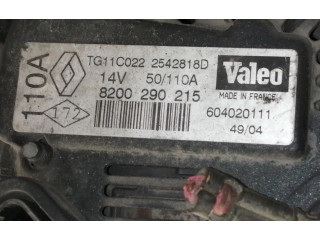 110A
TG11C022 2542818D
14V 50/110A
8200 290 215
172
Valeo
MADE IN FRANCE
604020111
49/04